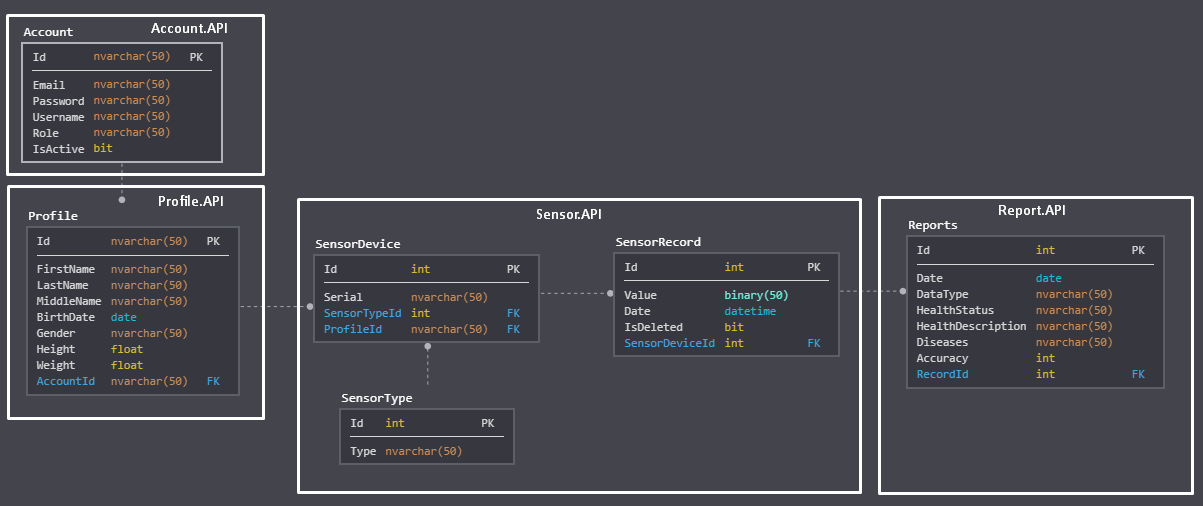 Account Account.API
Id nvarchar(50) PK
Email nvarchar(50)
Password nvarchar(50)
Username nvarchar(50)
Role nvarchar(50)
IsActive bit
Profile.API
Profile
Id nvarchar(50) PK
FirstName nvarchar(50)
LastName nvarchar(50)
MiddleName nvarchar(50)
BirthDate date
Gender nvarchar(50)
Height float
Weight float
AccountId nvarchar(50) FK
Sensor.API
SensorDevice
Id int PK
Serial nvarchar(50)
SensorTypeId int FK
ProfileId nvarchar(50) FK
SensorType
Id int PK
Type nvarchar(50)
SensorRecord
Id int PK
Value binary(50)
Date datetime
IsDeleted bit
SensorDeviceId int FK
Report.API
Reports
Id int PK
Date date
DataType nvarchar(50)
HealthStatus nvarchar(50)
HealthDescription nvarchar(50)
Diseases nvarchar(50)
Accuracy int
RecordId int FK